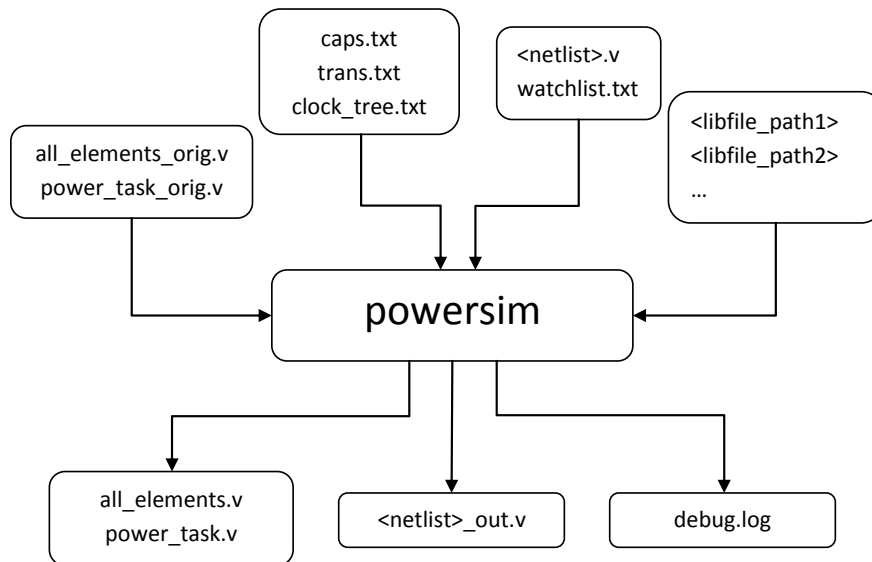 caps.txt
trans.txt
clock_tree.txt
<netlist>.v
watchlist.txt
<libfile_path1>
<libfile_path2>
...
all_elements_orig.v
power_task_orig.v
powersim
all_elements.v
power_task.v
<netlist>_out.v
debug.log